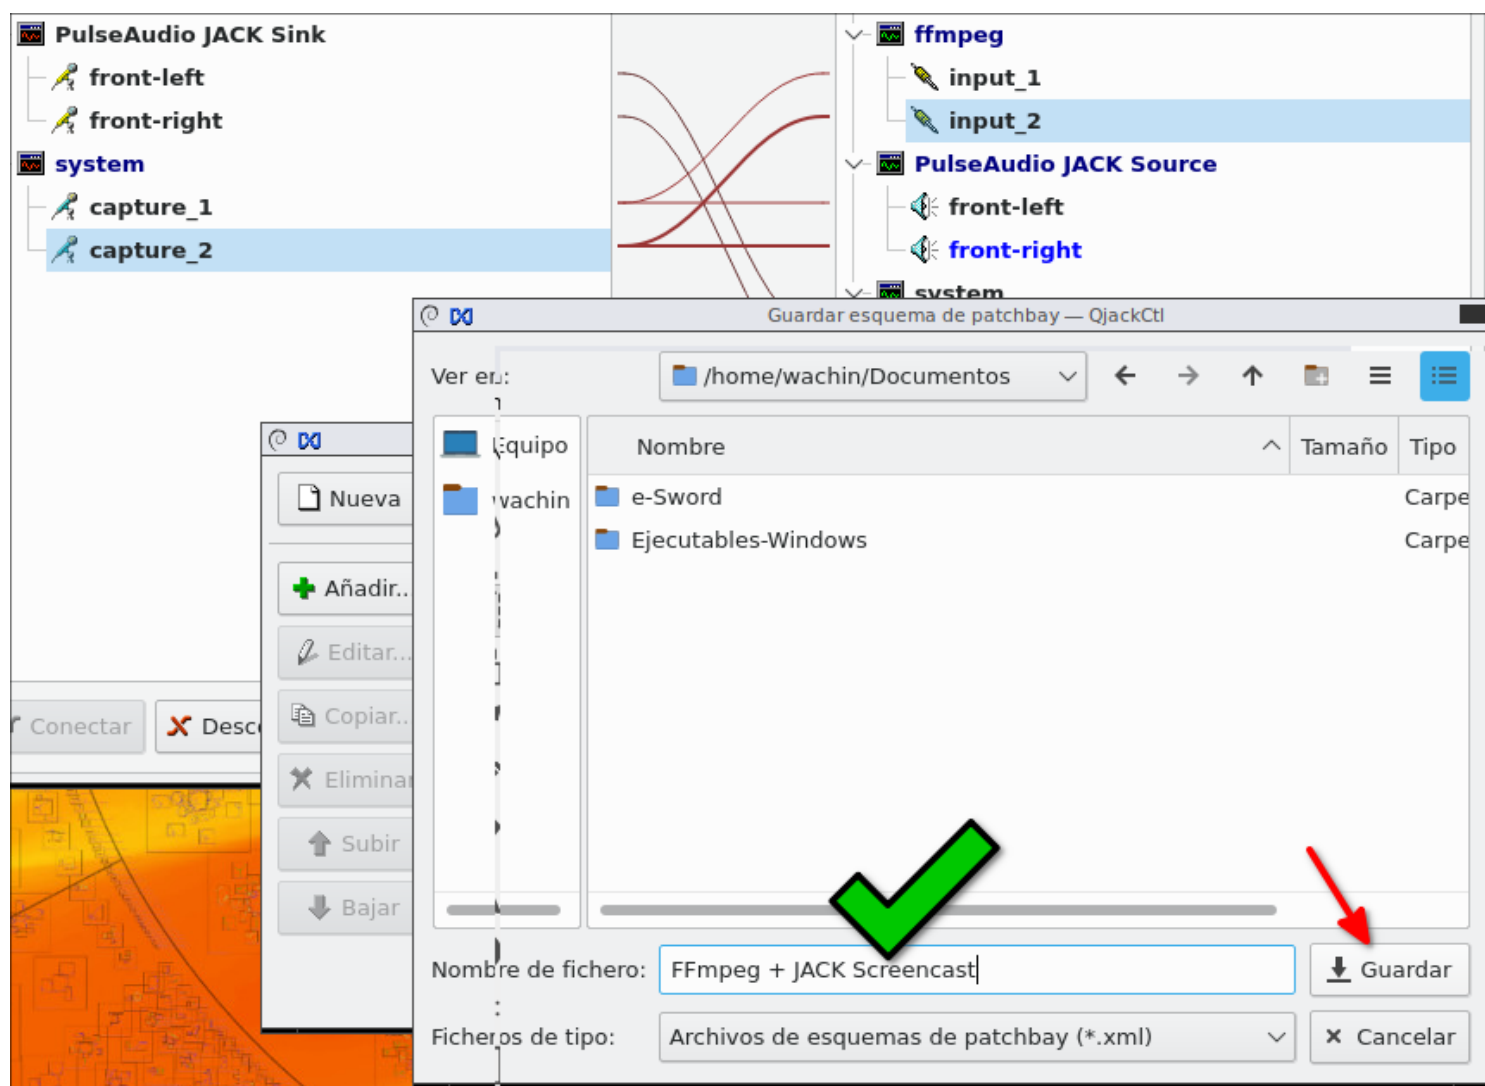 PulseAudio JACK Sink
front-left
front-right
system
capture_1
capture_2
ffmpeg
input_1
input_2
PulseAudio JACK Source
front-left
front-right
system
Conectar
Nueva
Añadir..
Editar...
Copiar..
Eliminar
Subir
Bajar
Guardar esquema de patchbay — QjackCtl
Ver en:
/home/wachin/Documentos
Equipo
wachin
Nombre Tamaño Tipo
e-Sword Carpe
Ejecutables-Windows Carpe
Nombre de fichero: FFmpeg + JACK Screencast Guardar
Ficheros de tipo: Archivos de esquemas de patchbay (*.xml) Cancelar